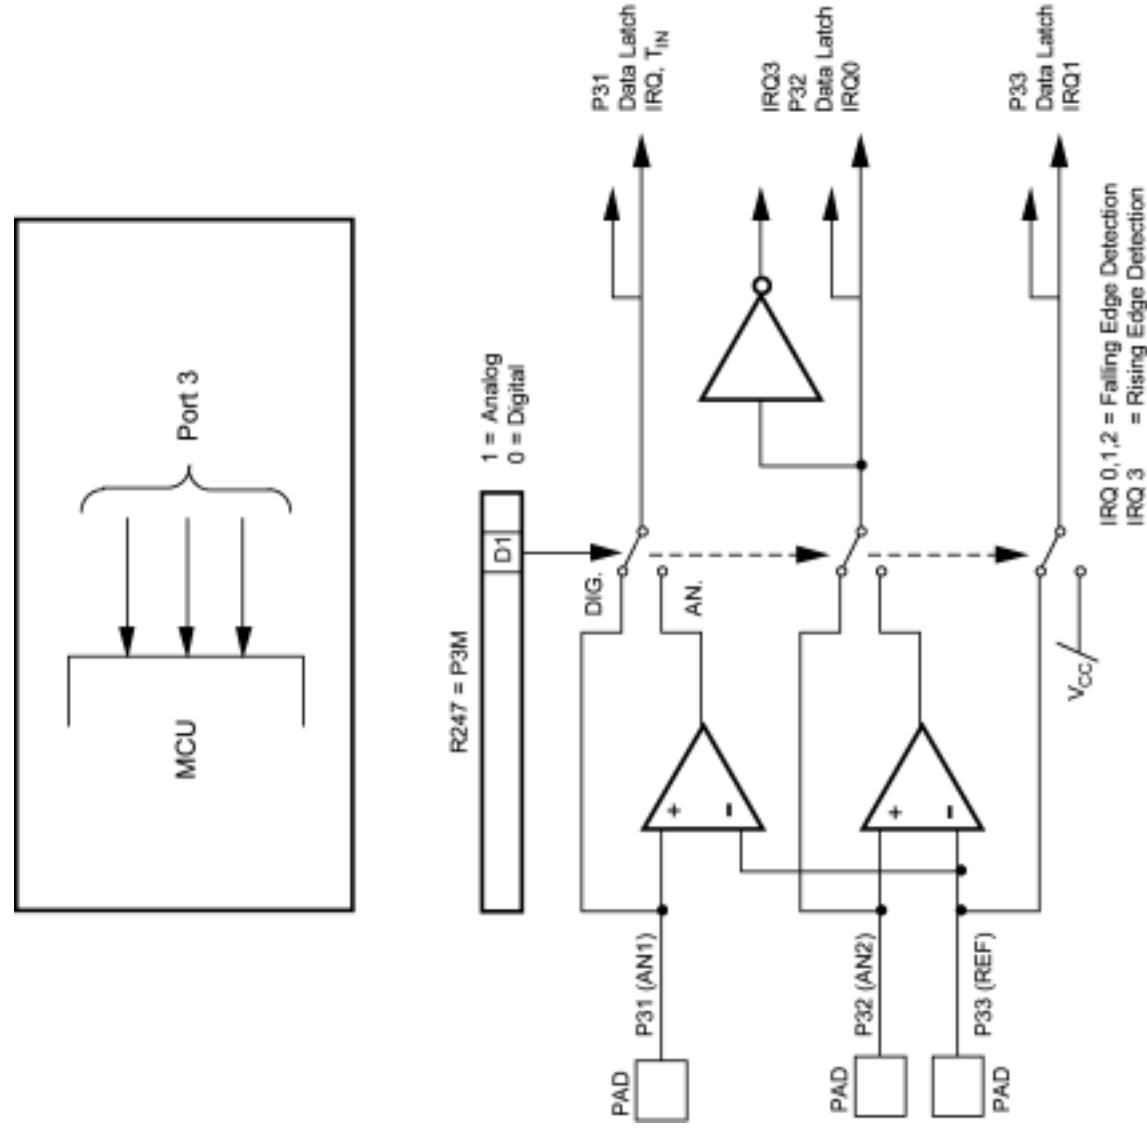 MCU
Port 3
R247 = P3M
D1
1 = Analog
0 = Digital
DIG.
AN.
PAD
P31 (AN1)
+
-
P31
Data Latch
IRQ, TIN
PAD
P32 (AN2)
+
-
IRQ3
P32
Data Latch
IRQ0
PAD
P33 (REF)
VCC
P33
Data Latch
IRQ1
IRQ 0,1,2 = Falling Edge Detection
IRQ 3 = Rising Edge Detection